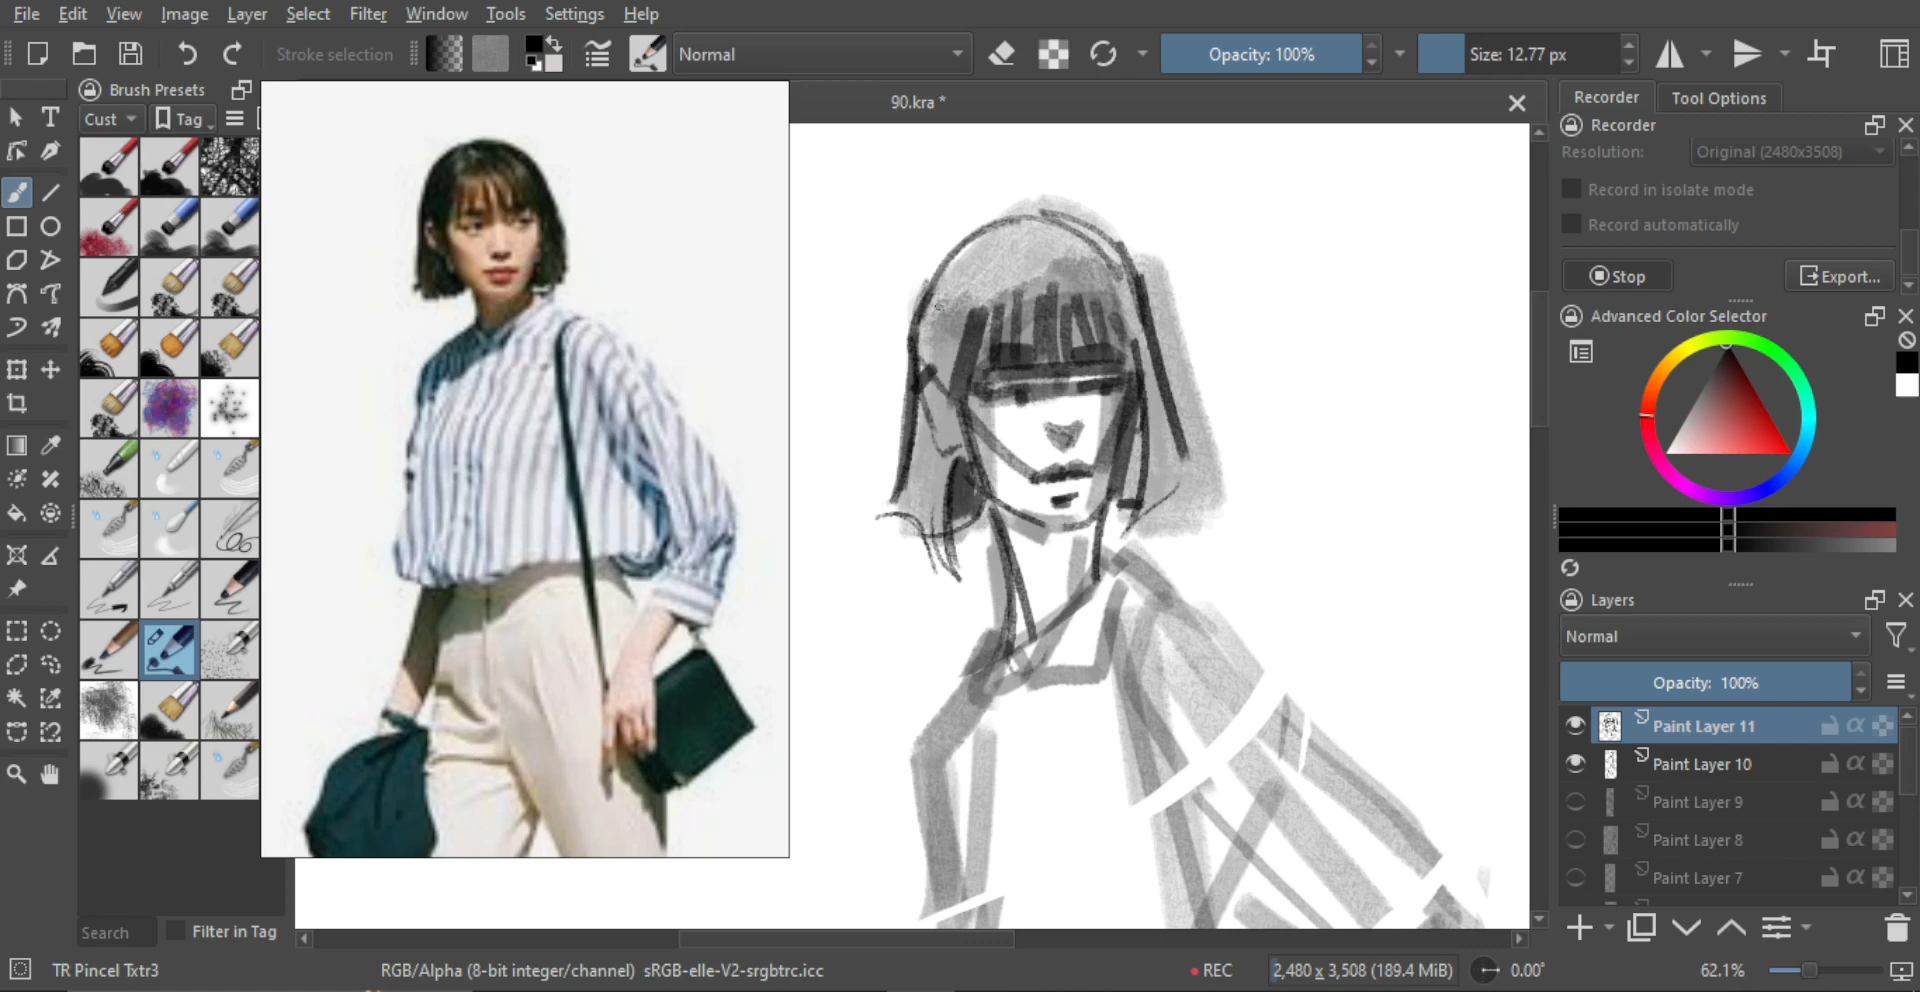 File Edit View Image Layer Select Filter Window Tools Settings Help
Stroke selection
Normal
Opacity: 100%
Size: 12.77 px
Brush Presets
Cust
Tag
90.kra *
Recorder
Tool Options
Recorder
Resolution:
Original (2480x3508)
Record in isolate mode
Record automatically
Stop
Export...
Advanced Color Selector
Layers
Normal
Opacity: 100%
Paint Layer 11
Paint Layer 10
Paint Layer 9
Paint Layer 8
Paint Layer 7
Search
Filter in Tag
TR Pincel Txtr3
RGB/Alpha (8-bit integer/channel) sRGB-elle-V2-srgbtrc.icc
REC
2,480 x 3,508 (189.4 MiB)
0.00°
62.1%